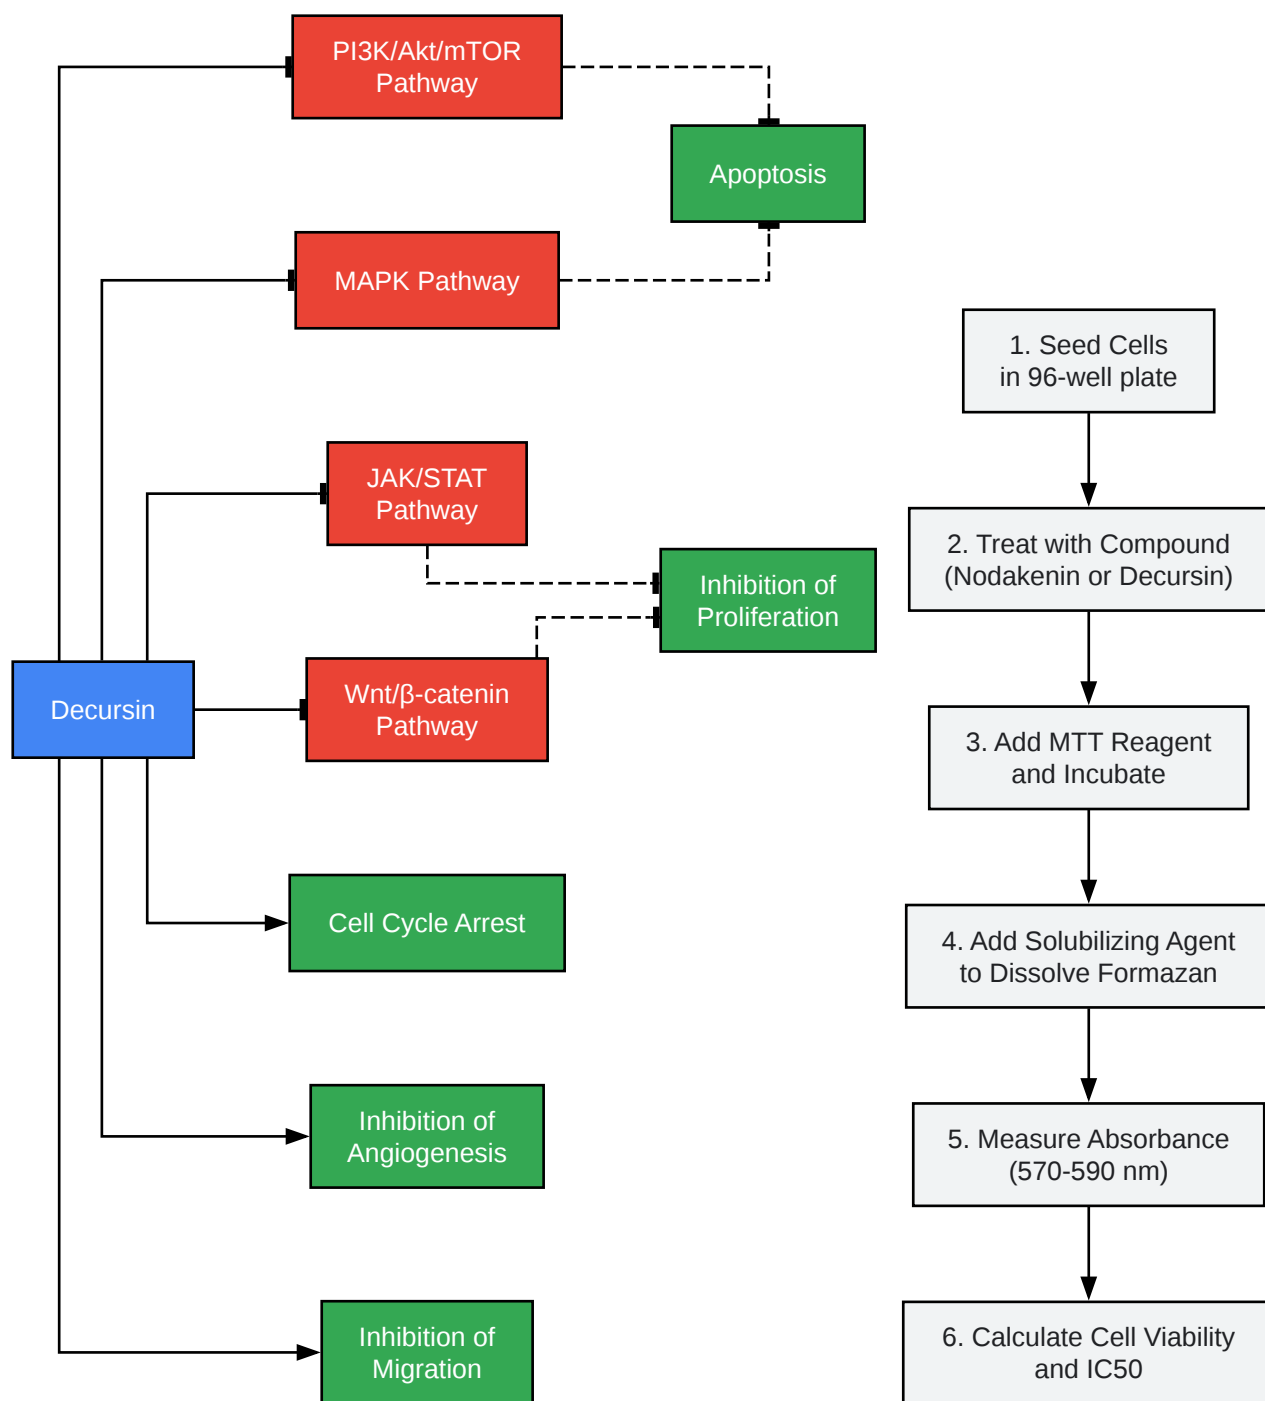 PI3K/Akt/mTOR
Pathway
Apoptosis
MAPK Pathway
JAK/STAT
Pathway
Inhibition of
Proliferation
Decursin
Wnt/β-catenin
Pathway
Cell Cycle Arrest
Inhibition of
Angiogenesis
Inhibition of
Migration
1. Seed Cells
in 96-well plate
2. Treat with Compound
(Nodakenin or Decursin)
3. Add MTT Reagent
and Incubate
4. Add Solubilizing Agent
to Dissolve Formazan
5. Measure Absorbance
(570-590 nm)
6. Calculate Cell Viability
and IC50